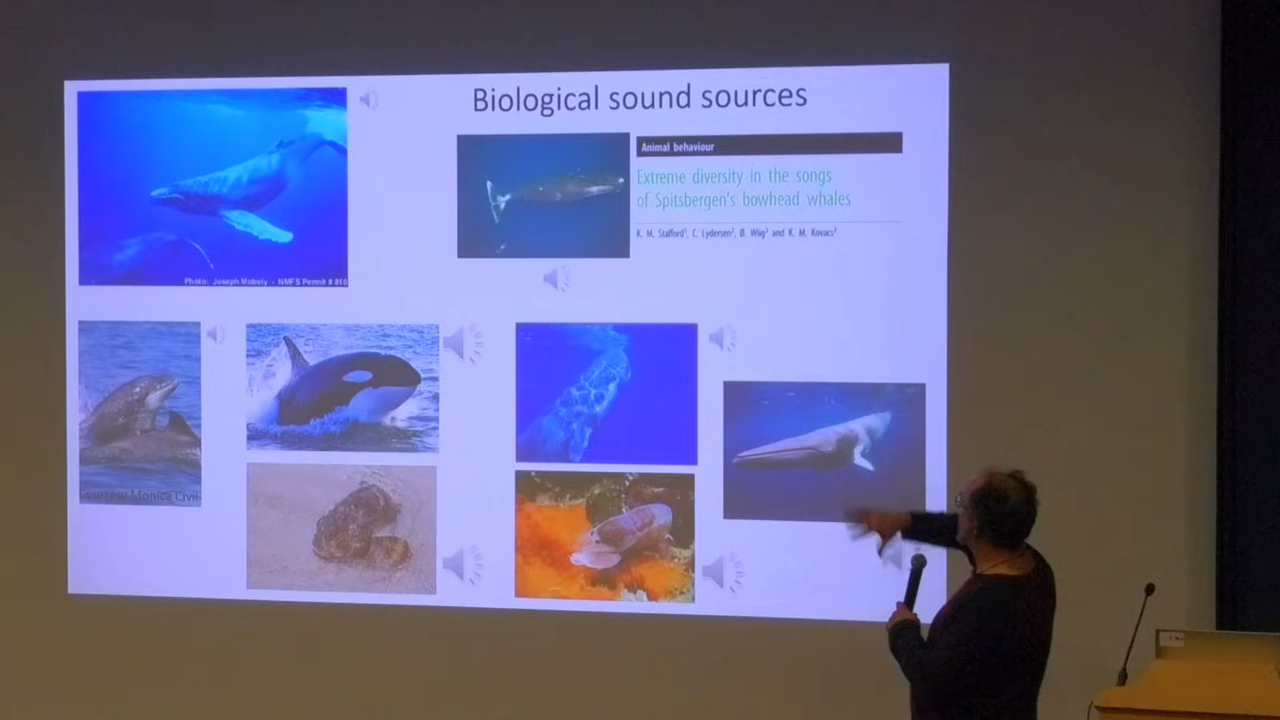 Biological sound sources
Animal behaviour
Extreme diversity in the songs
of Spitsbergen's bowhead whales
K. M. Stafford¹, C. Lydersen², Ø. Wiig³ and K. M. Kovacs²
Photo: Joseph Mobely - NMFS Permit # 810
Courtesy Monica Civil